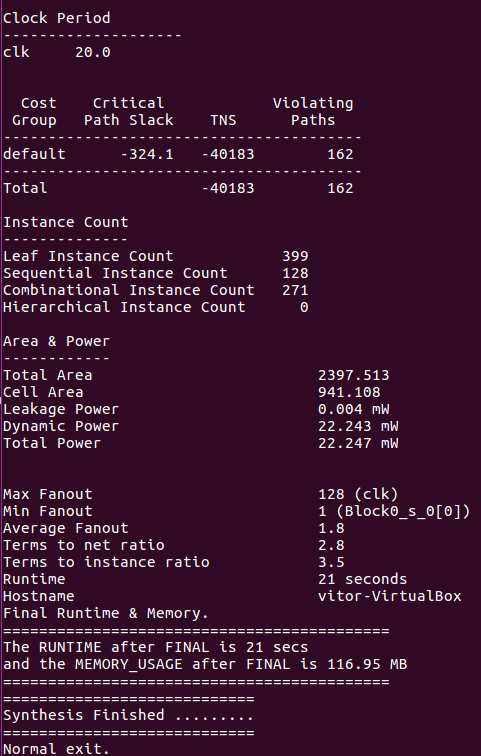 Clock Period
--------------------
clk     20.0
  Cost    Critical            Violating
 Group   Path Slack    TNS      Paths
----------------------------------------
default      -324.1   -40183        162
----------------------------------------
Total                 -40183        162
Instance Count
--------------
Leaf Instance Count            399
Sequential Instance Count      128
Combinational Instance Count   271
Hierarchical Instance Count      0
Area & Power
------------
Total Area                         2397.513
Cell Area                          941.108
Leakage Power                      0.004 mW
Dynamic Power                      22.243 mW
Total Power                        22.247 mW
Max Fanout                         128 (clk)
Min Fanout                         1 (Block0_s_0[0])
Average Fanout                     1.8
Terms to net ratio                 2.8
Terms to instance ratio            3.5
Runtime                            21 seconds
Hostname                           vitor-VirtualBox
Final Runtime & Memory.
===========================================
The RUNTIME after FINAL is 21 secs
and the MEMORY_USAGE after FINAL is 116.95 MB
===========================================
============================
Synthesis Finished .........
============================
Normal exit.